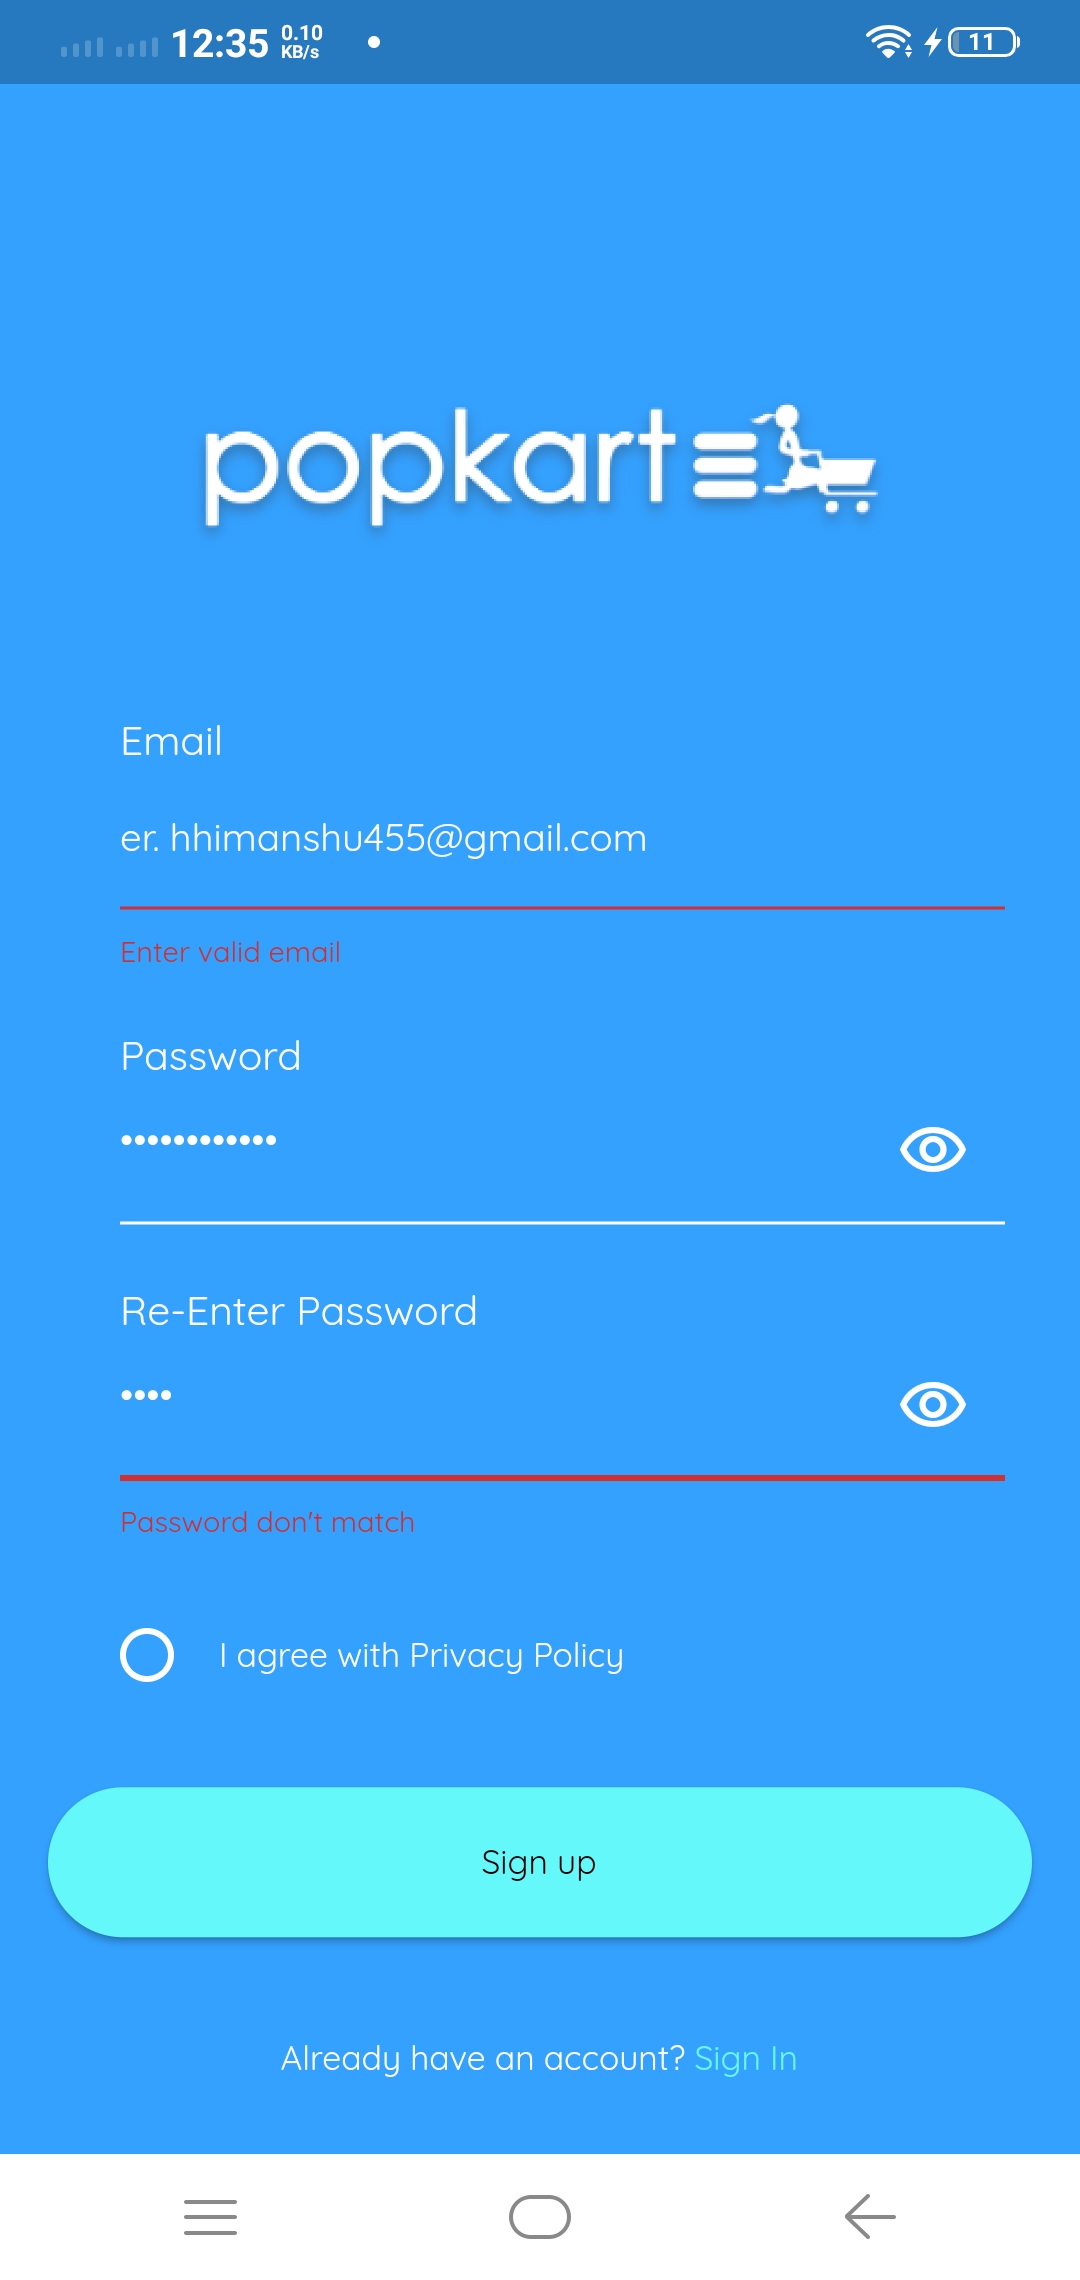 12:35 0.10 KB/s 11
popkart
Email
er. hhimanshu455@gmail.com
Enter valid email
Password
••••••••••••
Re-Enter Password
••••
Password don't match
I agree with Privacy Policy
Sign up
Already have an account? Sign In